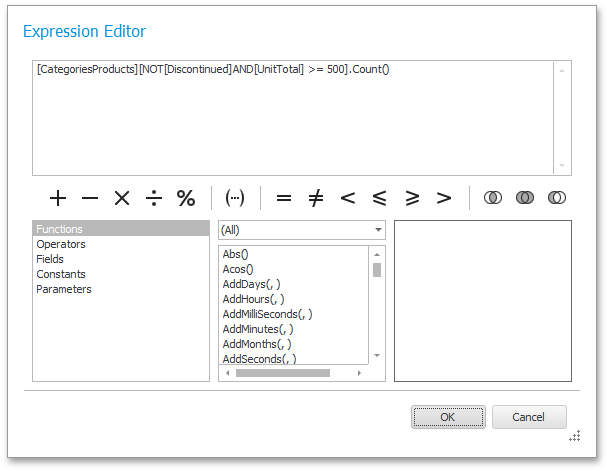 Expression Editor
[CategoriesProducts][NOT[Discontinued]AND[UnitTotal] >= 500].Count()
+ − × ÷ % (···) = ≠ < ⩽ ⩾ >
Functions
Operators
Fields
Constants
Parameters
(All)
Abs()
Acos()
AddDays(, )
AddHours(, )
AddMilliSeconds(, )
AddMinutes(, )
AddMonths(, )
AddSeconds(, )
OK Cancel